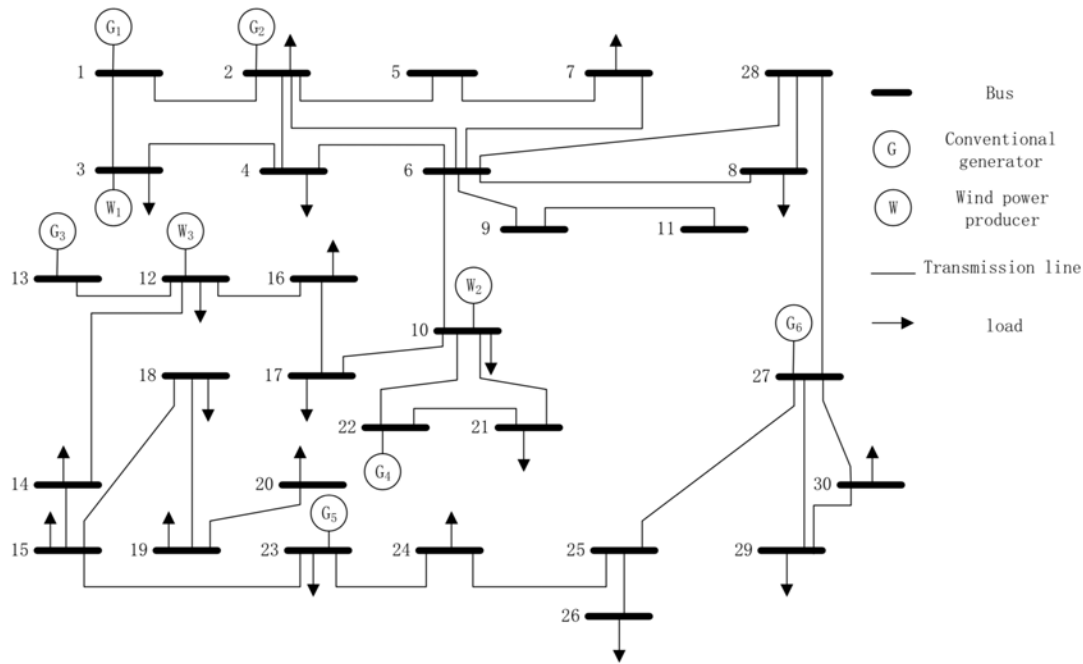 G₁
G₂
1
2
5
7
28
Bus
G
Conventional
generator
3
4
6
8
W₁
W
Wind power
producer
9
11
G₃
W₃
13
12
16
Transmission line
W₂
10
load
G₆
18
17
27
22
21
G₄
14
20
30
G₅
15
19
23
24
25
29
26